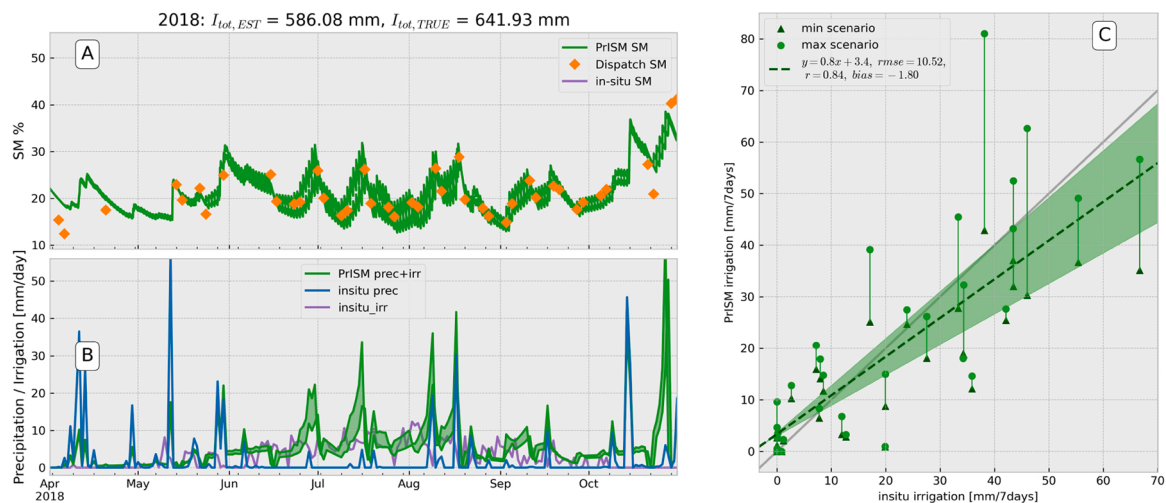 2018: I_tot,EST = 586.08 mm, I_tot,TRUE = 641.93 mm
A
PrISM SM
Dispatch SM
in-situ SM
SM %
50
40
30
20
10
B
PrISM prec+irr
insitu prec
insitu_irr
Precipitation / Irrigation [mm/day]
50
40
30
20
10
0
Apr
2018
May
Jun
Jul
Aug
Sep
Oct
C
min scenario
max scenario
y=0.8x + 3.4, rmse=10.52,
r=0.84, bias= −1.80
PrISM irrigation [mm/7days]
80
70
60
50
40
30
20
10
0
0 10 20 30 40 50 60 70
insitu irrigation [mm/7days]